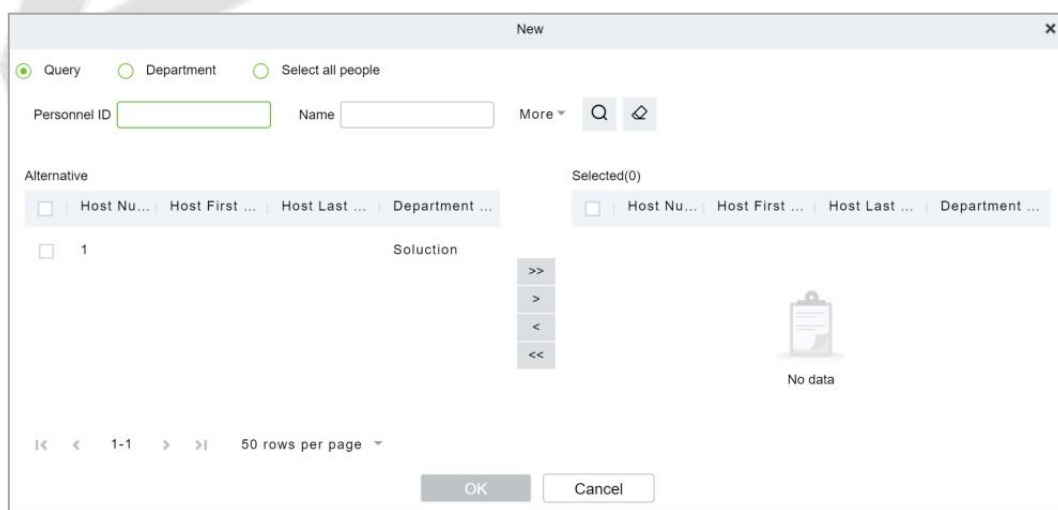 New ×
Query Department Select all people
Personnel ID Name More
Alternative Selected(0)
Host Nu... Host First ... Host Last ... Department ... Host Nu... Host First ... Host Last ... Department ...
1 Soluction
>>
>
<
<<
No data
|< < 1-1 > >| 50 rows per page
OK Cancel